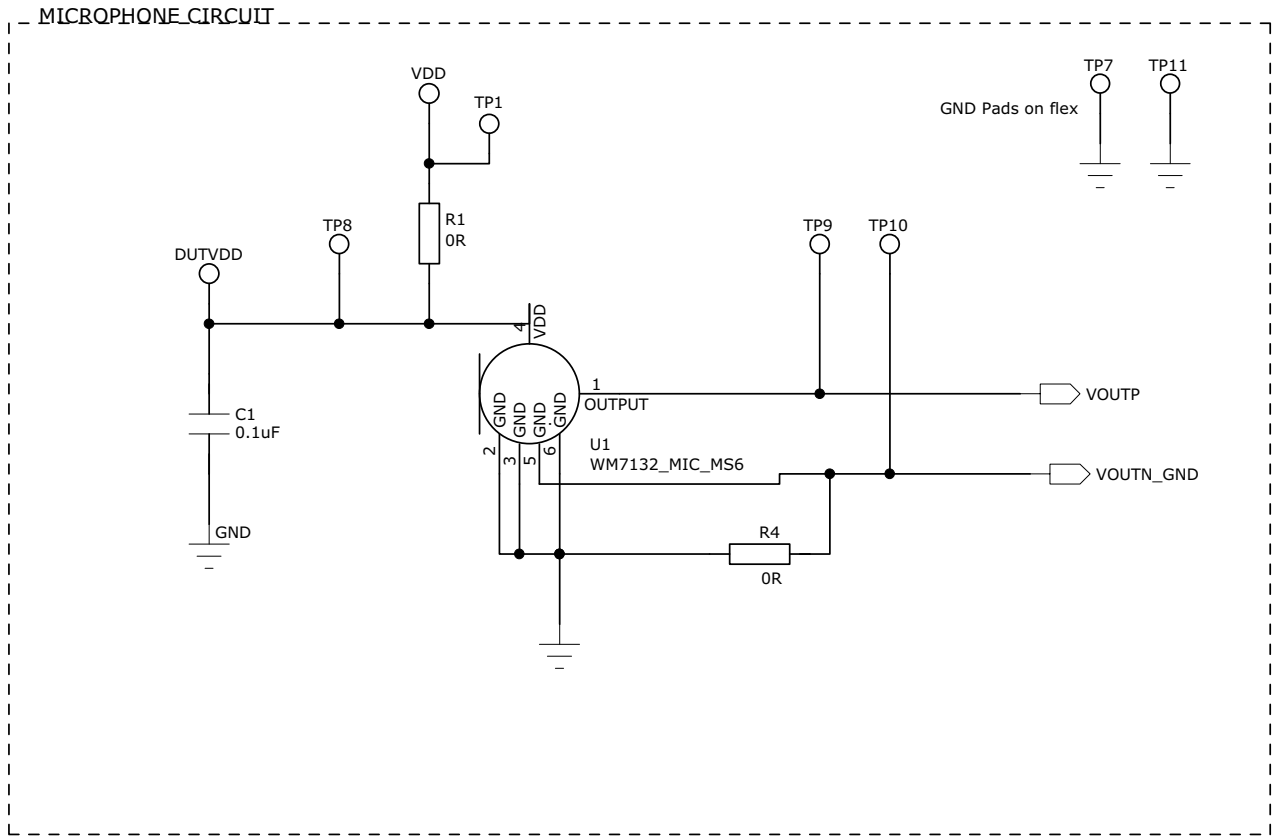 MICROPHONE CIRCUIT
VDD
TP1
TP7
TP11
GND Pads on flex
R1
0R
TP8
DUTVDD
TP9
TP10
4
VDD
C1
0.1uF
GND
GND
GND
GND
1
OUTPUT
VOUTP
2
3
5
6
U1
WM7132_MIC_MS6
VOUTN_GND
GND
R4
0R